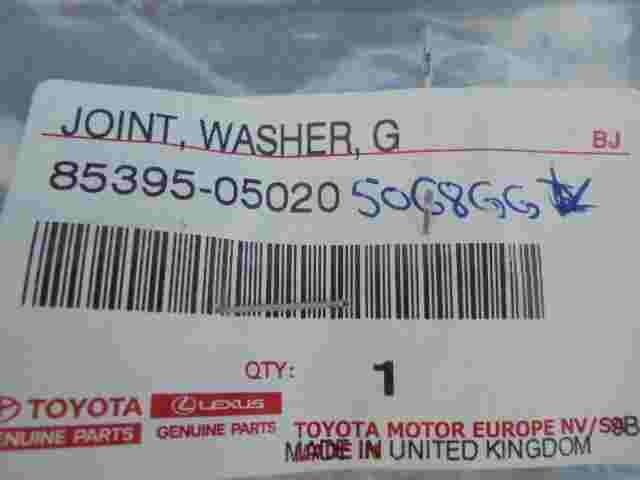 JOINT, WASHER, G BJ
85395-05020
QTY: 1
TOYOTA LEXUS
GENUINE PARTS GENUINE PARTS
TOYOTA MOTOR EUROPE NV/S
MADE IN UNITED KINGDOM